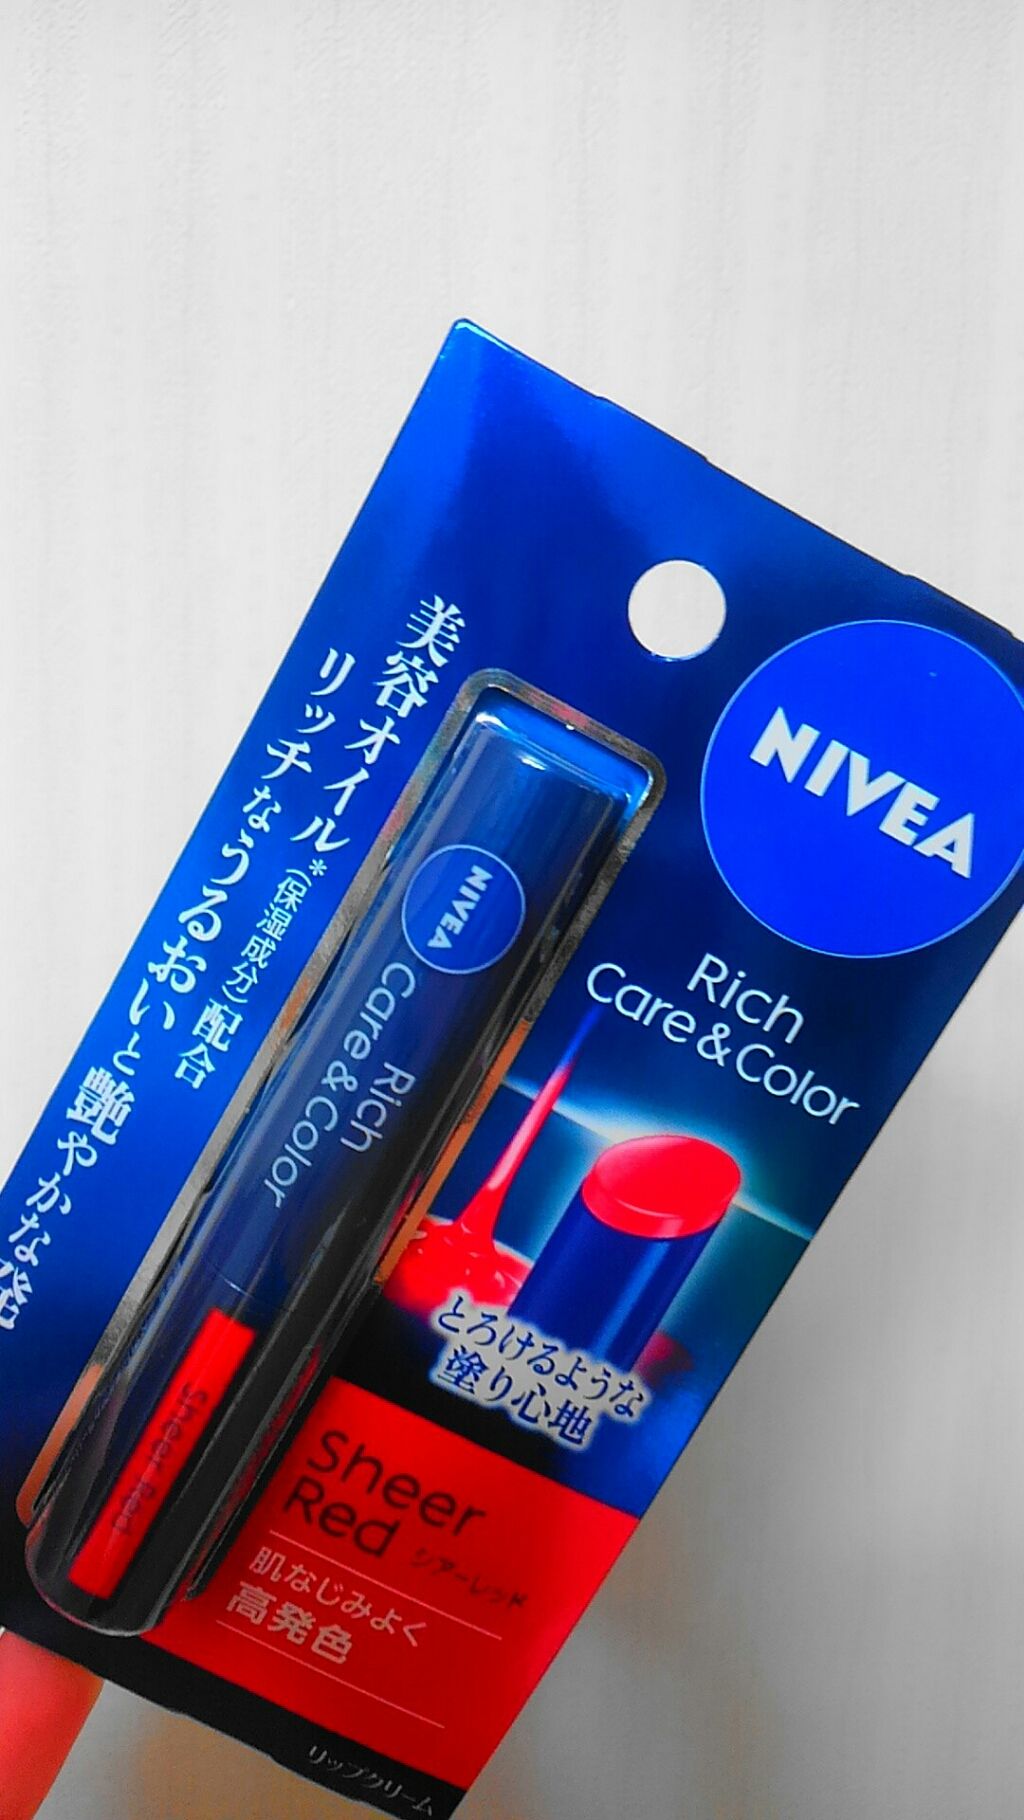 NIVEA
Rich
Care&Color
美容オイル*(保湿成分)配合
リッチなうるおいと艶やかな発
NIVEA
Rich
Care&Color
Sheer Red
とろけるような
塗り心地
Sheer
Red シアーレッド
肌なじみよく
高発色
リップクリーム